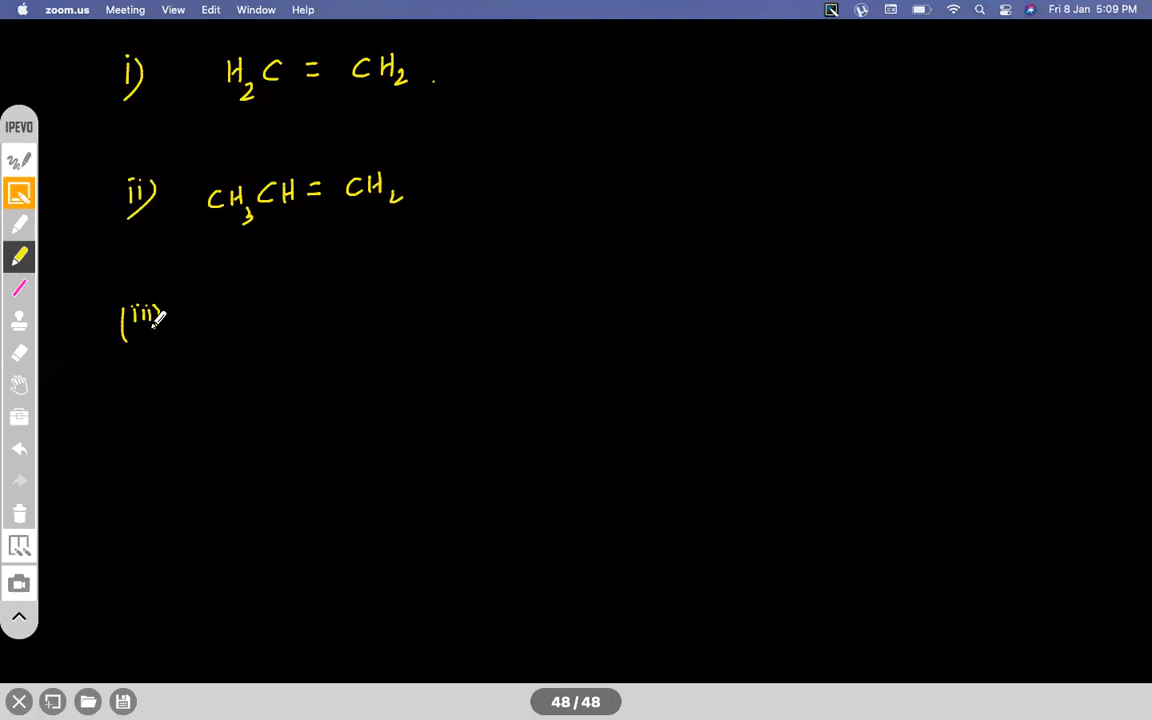 zoom.us Meeting View Edit Window Help Fri 8 Jan 5:09 PM
i) H₂C = CH₂ .
IPEVO
ii) CH₃CH = CH₂
(iii)
48 / 48